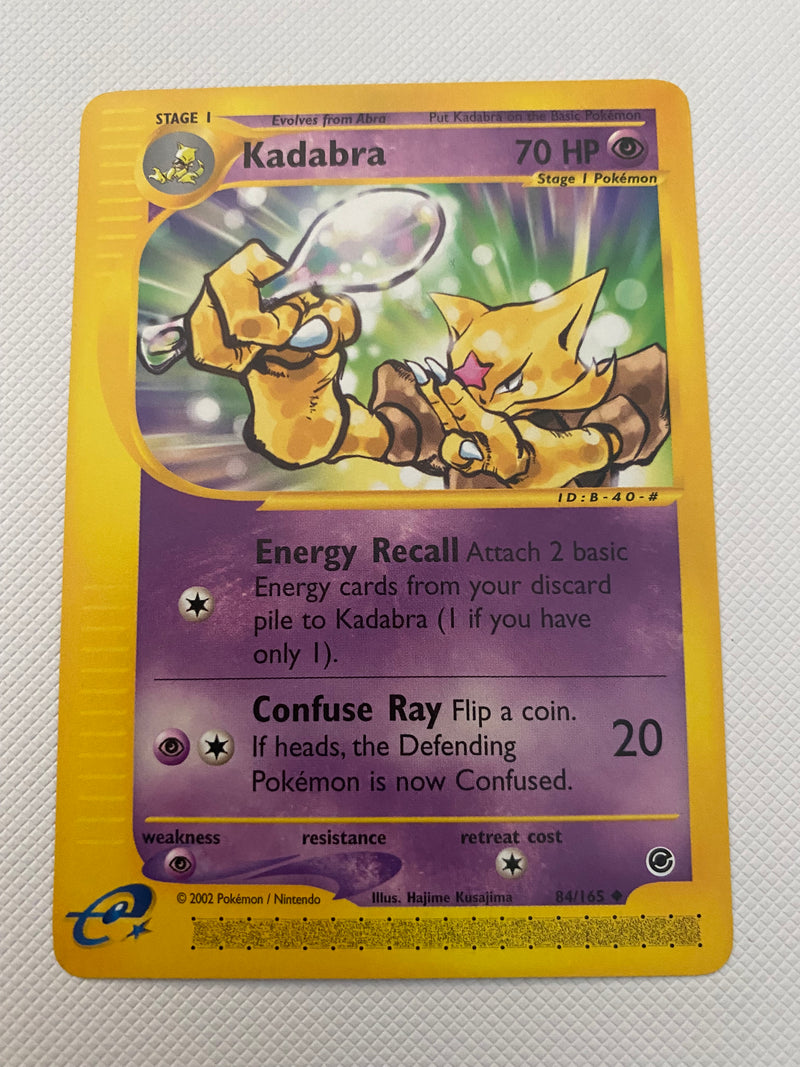 STAGE 1 Evolves from Abra Put Kadabra on the Basic Pokémon
Kadabra 70 HP
Stage 1 Pokémon
ID:B-40-#
Energy Recall Attach 2 basic
Energy cards from your discard
pile to Kadabra (1 if you have
only 1).
Confuse Ray Flip a coin.
If heads, the Defending
Pokémon is now Confused.
20
weakness resistance retreat cost
© 2002 Pokémon / Nintendo Illus. Hajime Kusajima 84/165
e